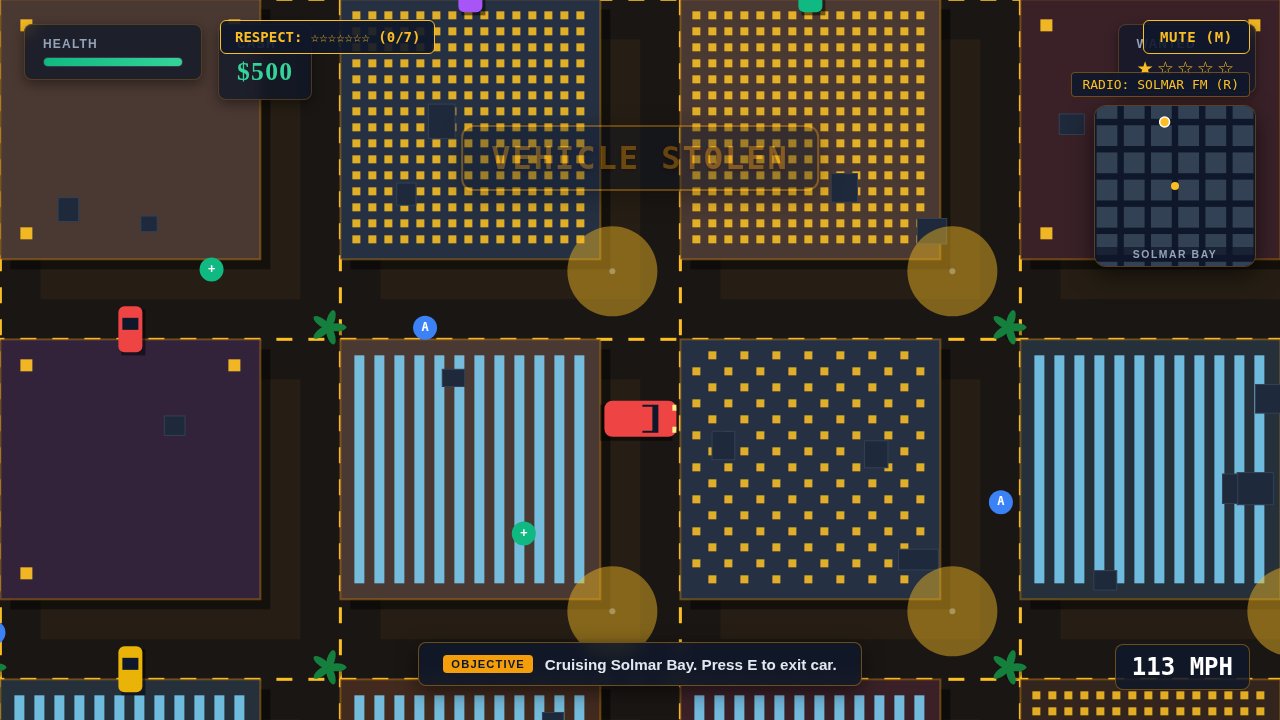 HEALTH
RESPECT: ☆☆☆☆☆☆☆ (0/7)
$500
MUTE (M)
★☆☆☆☆
RADIO: SOLMAR FM (R)
VEHICLE STOLEN
SOLMAR BAY
+
A
A
+
OBJECTIVE Cruising Solmar Bay. Press E to exit car.
113 MPH